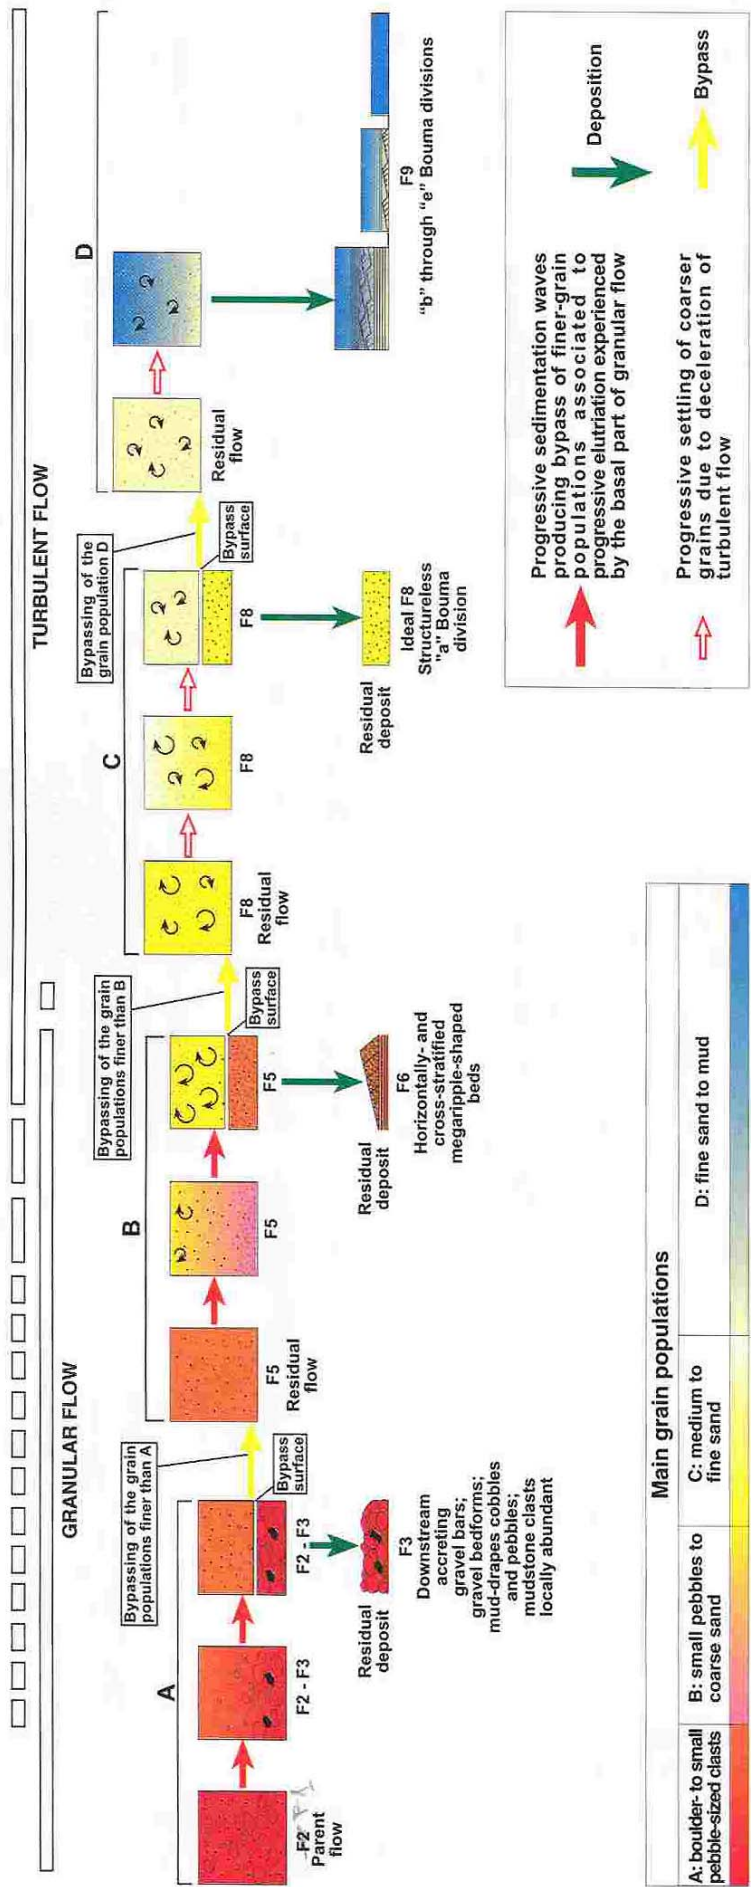 GRANULAR FLOW
TURBULENT FLOW
A
Bypassing of the grain
populations finer than A
F2
Parent
flow
F2 - F3
F2 - F3
Bypass
surface
Residual
deposit
F3
Downstream
accreting
gravel bars;
gravel bedforms;
mud-drapes cobbles
and pebbles;
mudstone clasts
locally abundant
B
Bypassing of the grain
populations finer than B
F5
Residual
flow
F5
F5
Bypass
surface
Residual
deposit
F6
Horizontally- and
cross-stratified
megaripple-shaped
beds
C
Bypassing of the
grain population D
F8
Residual
flow
F8
F8
Bypass
surface
Residual
deposit
Ideal F8
Structureless
"a" Bouma
division
D
Residual
flow
F9
"b" through "e" Bouma divisions
Main grain populations
A: boulder- to small
pebble-sized clasts
B: small pebbles to
coarse sand
C: medium to
fine sand
D: fine sand to mud
Progressive sedimentation waves
producing bypass of finer-grain
populations associated to
progressive elutriation experienced
by the basal part of granular flow
Deposition
Progressive settling of coarser
grains due to deceleration of
turbulent flow
Bypass